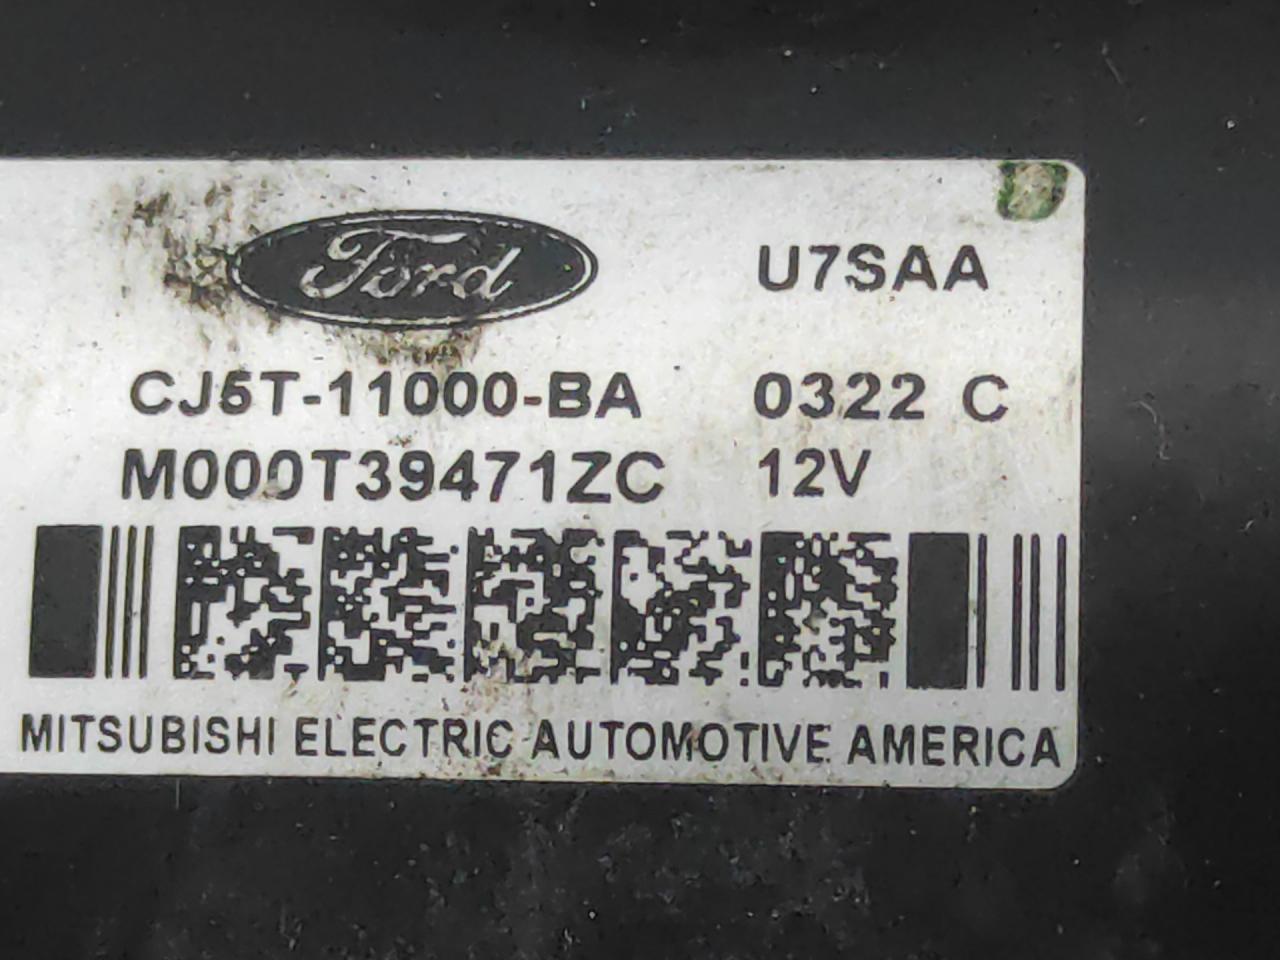 Ford
U7SAA
CJ5T-11000-BA 0322 C
M000T39471ZC 12V
MITSUBISHI ELECTRIC AUTOMOTIVE AMERICA